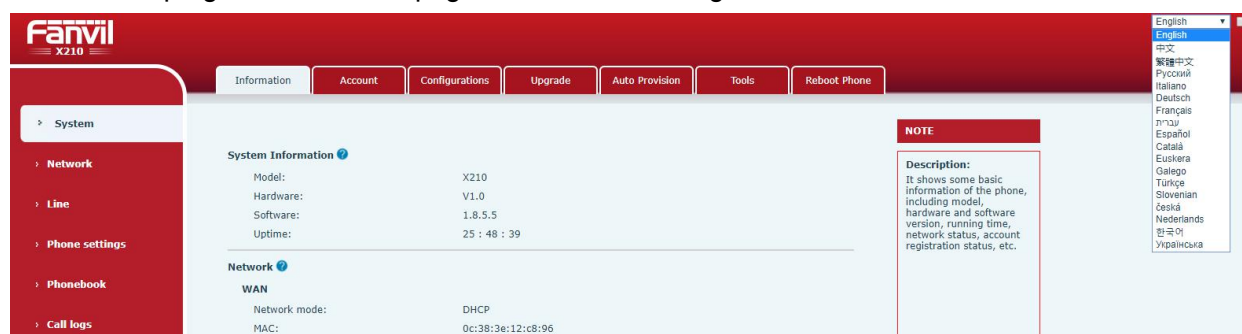 Fanvil
X210
English
English
中文
繁體中文
Русский
Italiano
Deutsch
Français
עברית
Español
Català
Euskera
Galego
Türkçe
Slovenian
česká
Nederlands
한국어
Українська
Information Account Configurations Upgrade Auto Provision Tools Reboot Phone
System
Network
Line
Phone settings
Phonebook
Call logs
System Information
Model: X210
Hardware: V1.0
Software: 1.8.5.5
Uptime: 25 : 48 : 39
Network
WAN
Network mode: DHCP
MAC: 0c:38:3e:12:c8:96
NOTE
Description:
It shows some basic
information of the phone,
including model,
hardware and software
version, running time,
network status, account
registration status, etc.